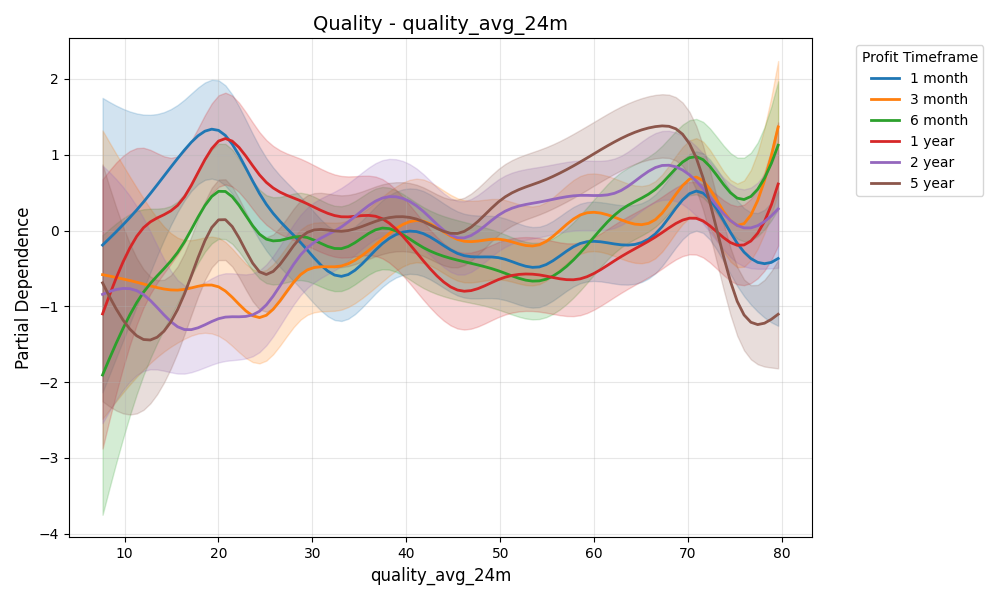 Quality - quality_avg_24m
Profit Timeframe
1 month
3 month
6 month
1 year
2 year
5 year
Partial Dependence
2
1
0
−1
−2
−3
−4
10 20 30 40 50 60 70 80
quality_avg_24m